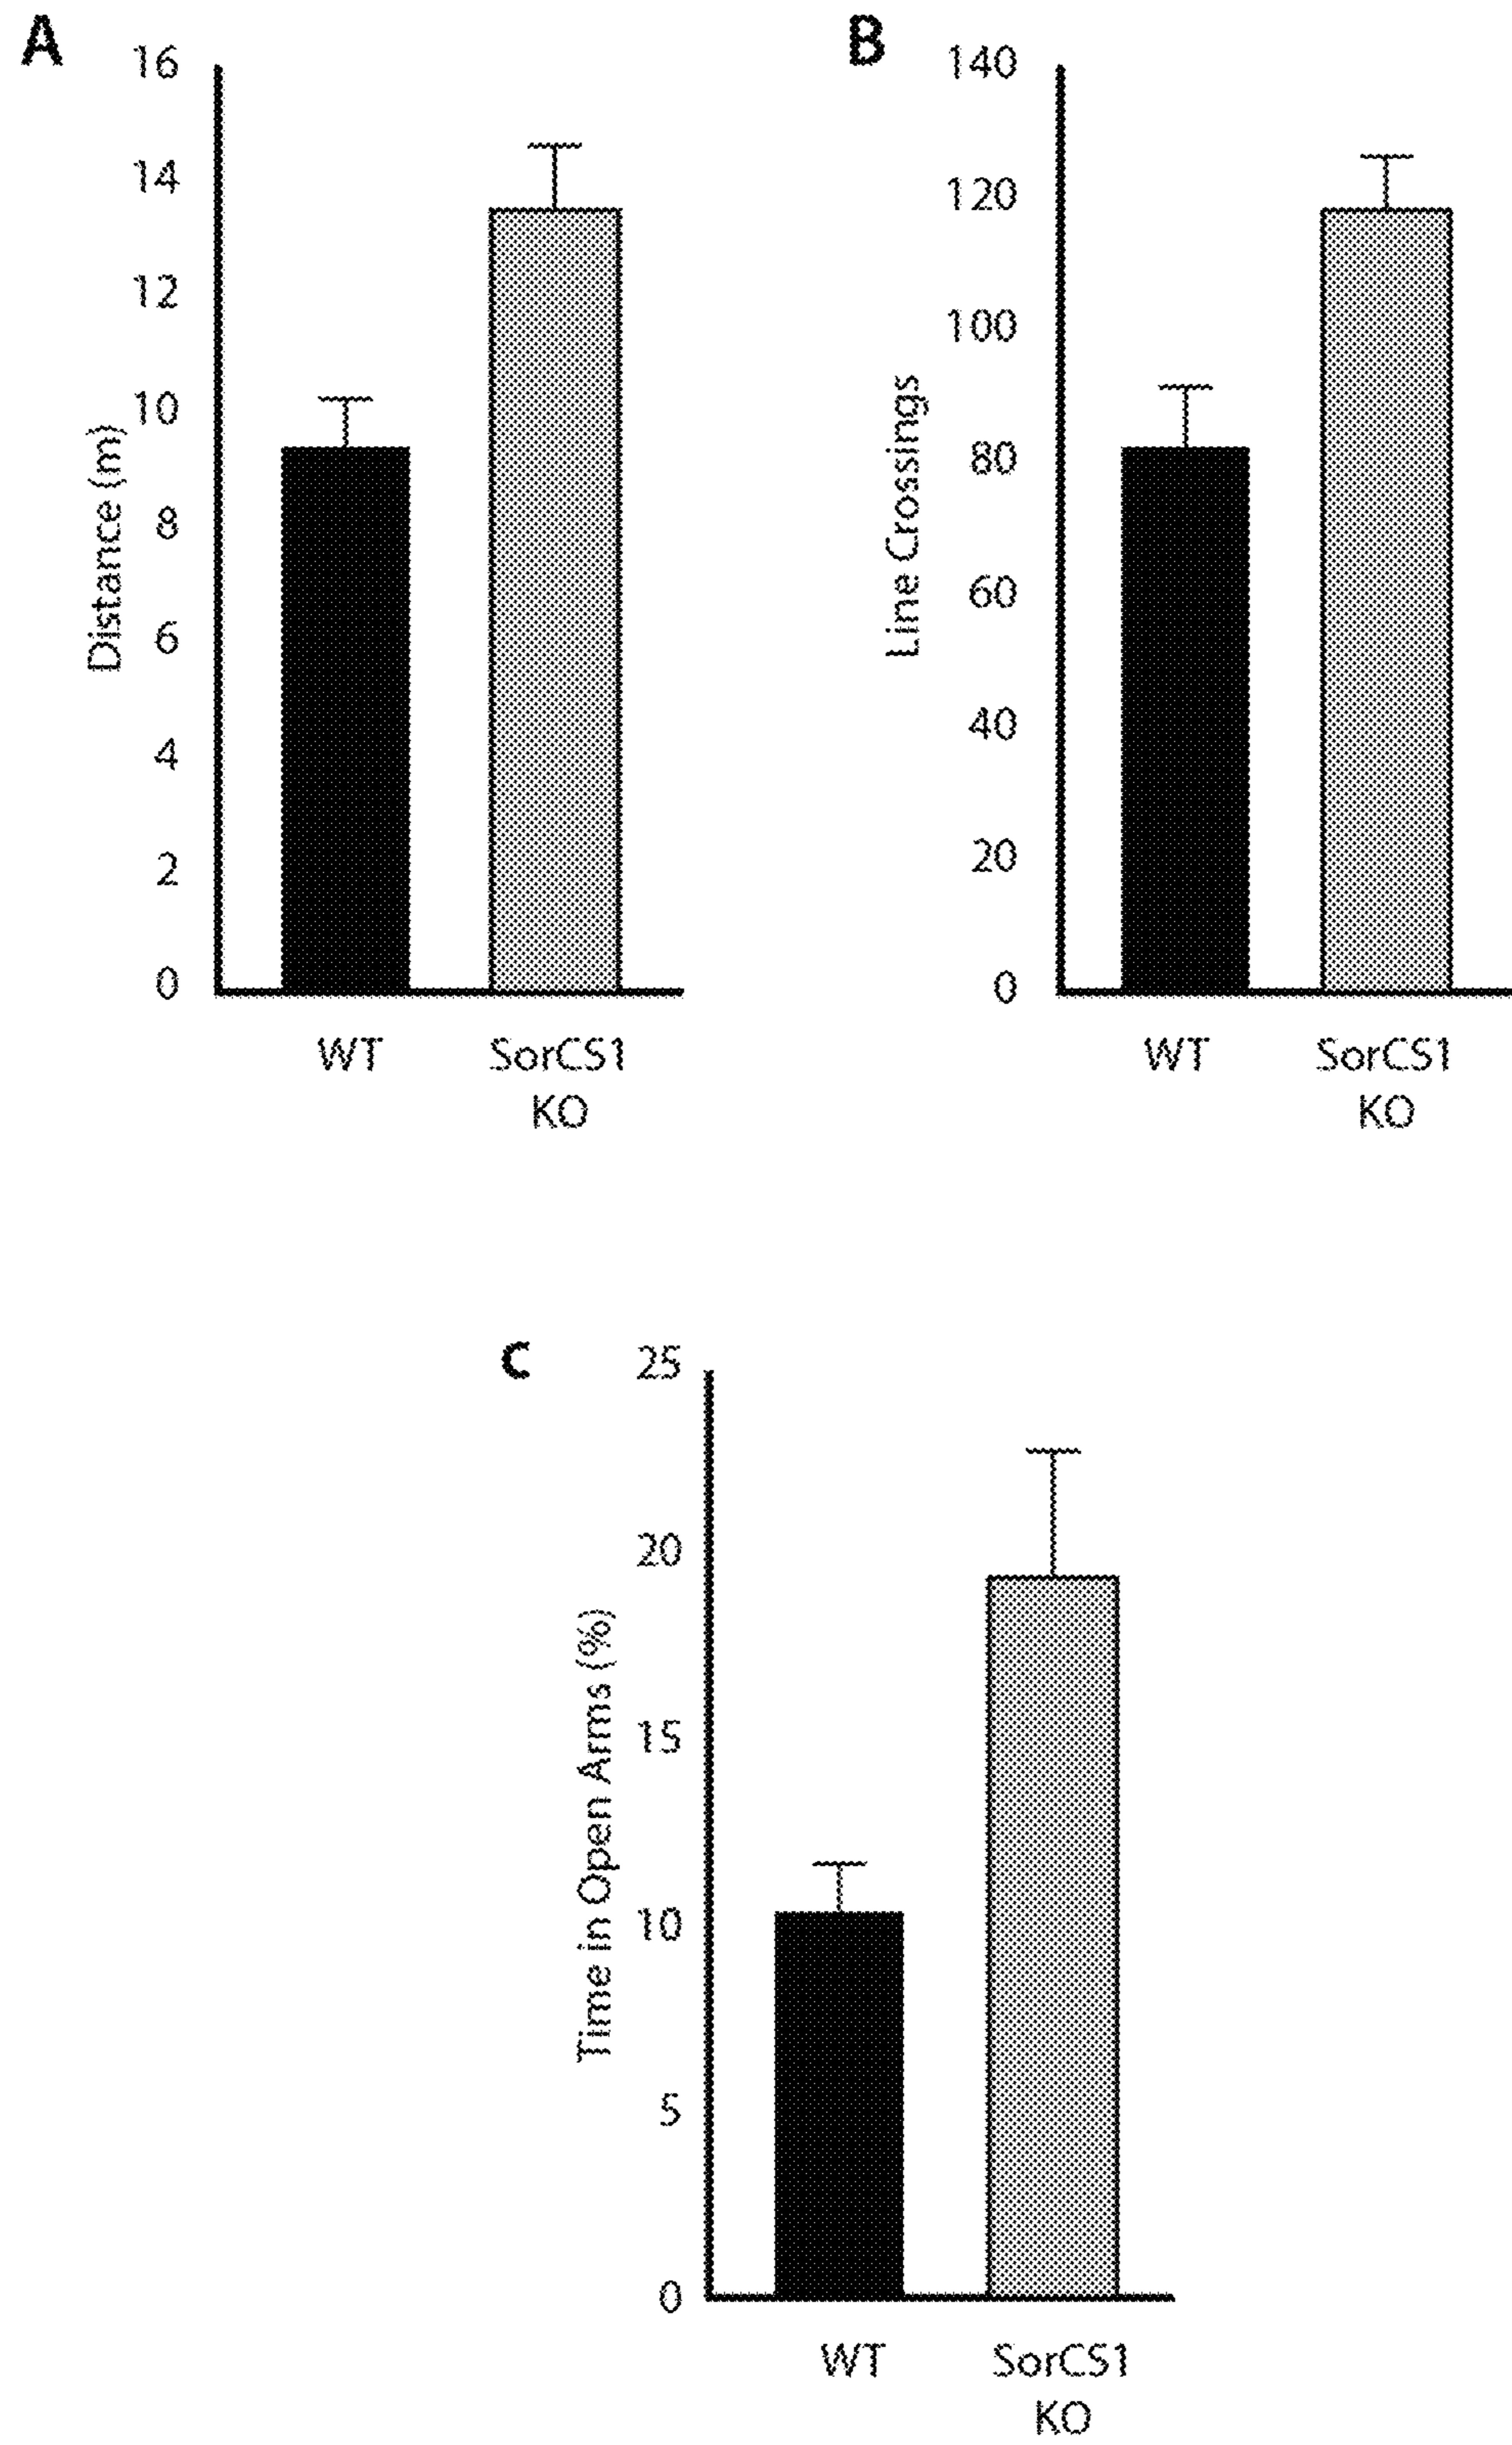 A
16
14
12
10
8
6
4
2
0
Distance (m)
WT
SorCS1
KO
B
140
120
100
80
60
40
20
0
Line Crossings
WT
SorCS1
KO
C
25
20
15
10
5
0
Time in Open Arms (%)
WT
SorCS1
KO